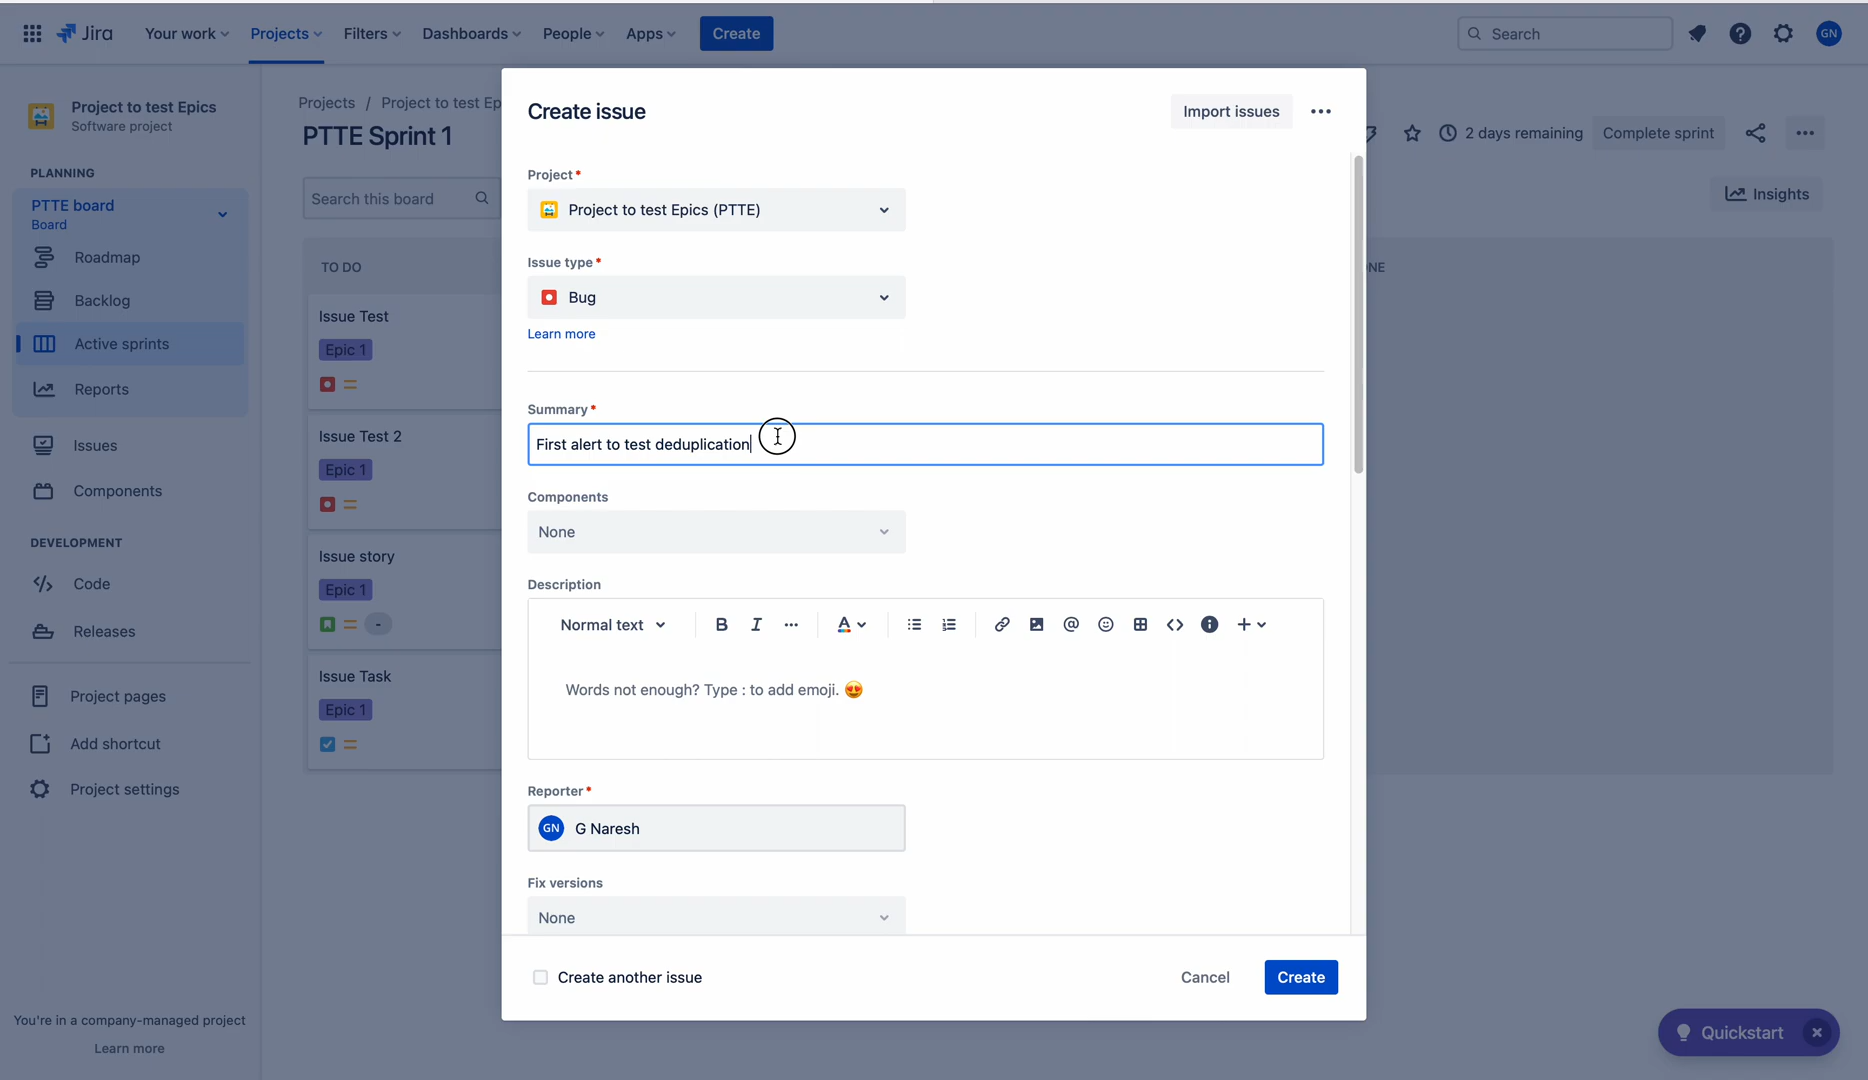 Jira
Your work
Projects
Filters
Dashboards
People
Apps
Create
Search
GN
Project to test Epics
Software project
PLANNING
PTTE board
Board
Roadmap
Backlog
Active sprints
Reports
Issues
Components
DEVELOPMENT
Code
Releases
Project pages
Add shortcut
Project settings
You're in a company-managed project
Learn more
Projects / Project to test Ep
PTTE Sprint 1
Search this board
2 days remaining
Complete sprint
Insights
TO DO
NE
Issue Test
Epic 1
Issue Test 2
Epic 1
Issue story
Epic 1
-
Issue Task
Epic 1
Create issue
Import issues
Project*
Project to test Epics (PTTE)
Issue type*
Bug
Learn more
Summary*
First alert to test deduplication
Components
None
Description
Normal text
Words not enough? Type : to add emoji. 😍
Reporter*
GN G Naresh
Fix versions
None
Create another issue
Cancel
Create
Quickstart